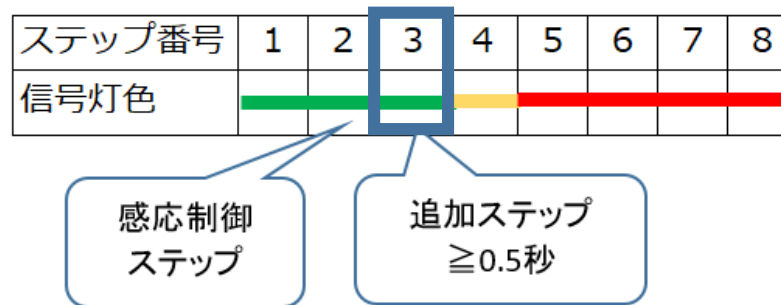 ステップ番号 1 2 3 4 5 6 7 8
信号灯色
感応制御
ステップ
追加ステップ
≧0.5秒